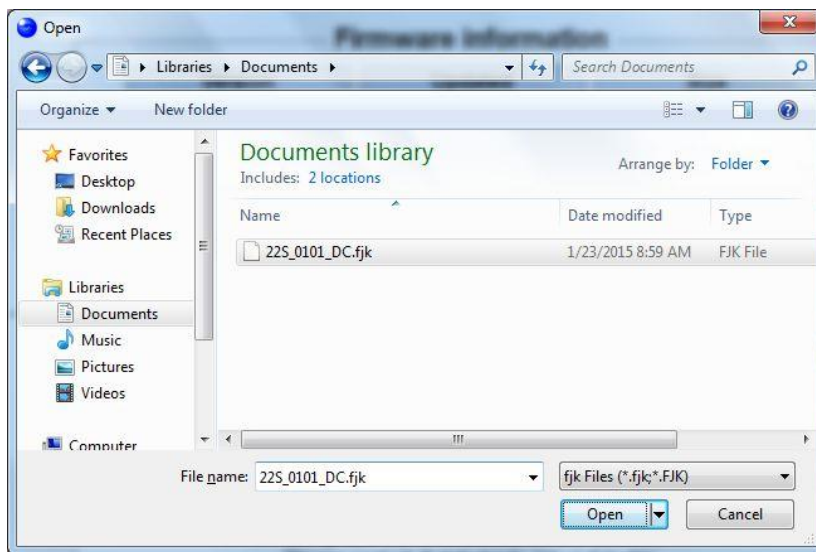 Open
Firmware information
Libraries Documents
Search Documents
Organize New folder
Favorites
Desktop
Downloads
Recent Places
Libraries
Documents
Music
Pictures
Videos
Computer
Documents library
Includes: 2 locations
Arrange by: Folder
Name Date modified Type
22S_0101_DC.fjk 1/23/2015 8:59 AM FJK File
File name: 22S_0101_DC.fjk
fjk Files (*.fjk;*.FJK)
Open Cancel